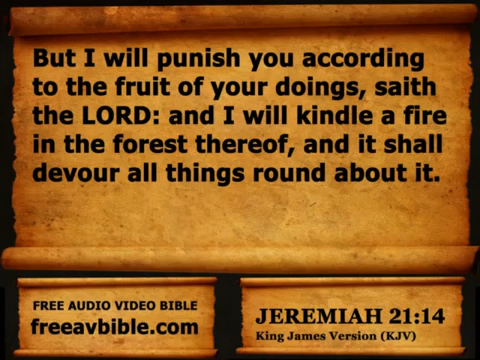 But I will punish you according
to the fruit of your doings, saith
the LORD: and I will kindle a fire
in the forest thereof, and it shall
devour all things round about it.
FREE AUDIO VIDEO BIBLE
freeavbible.com
JEREMIAH 21:14
King James Version (KJV)